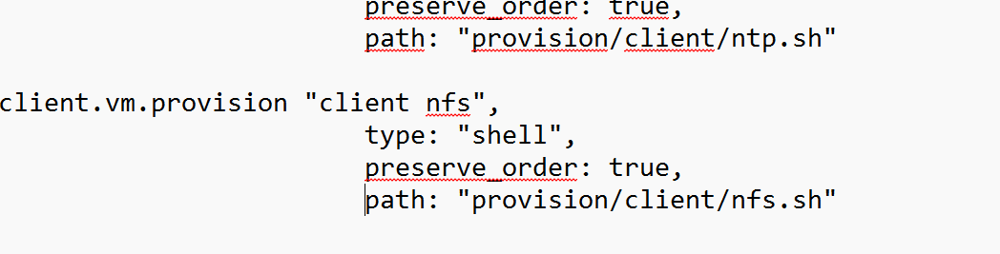 preserve_order: true,
path: "provision/client/ntp.sh"
client.vm.provision "client nfs",
type: "shell",
preserve_order: true,
path: "provision/client/nfs.sh"